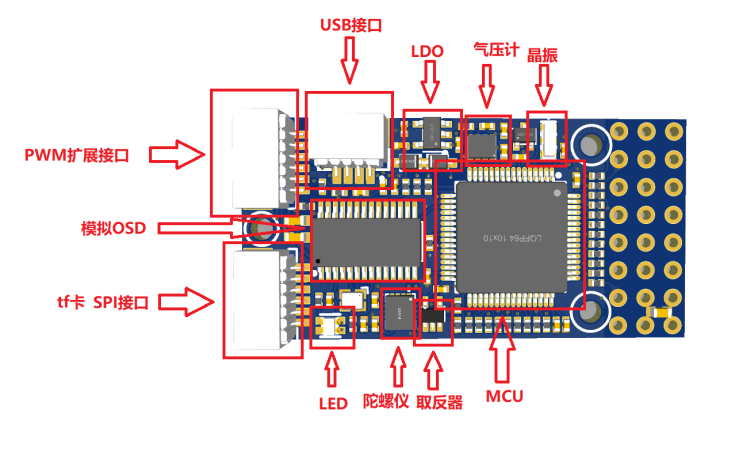 USB接口
LDO
气压计
晶振
PWM扩展接口
模拟OSD
LQFP64 10x10
tf卡 SPI接口
LED
陀螺仪
取反器
MCU